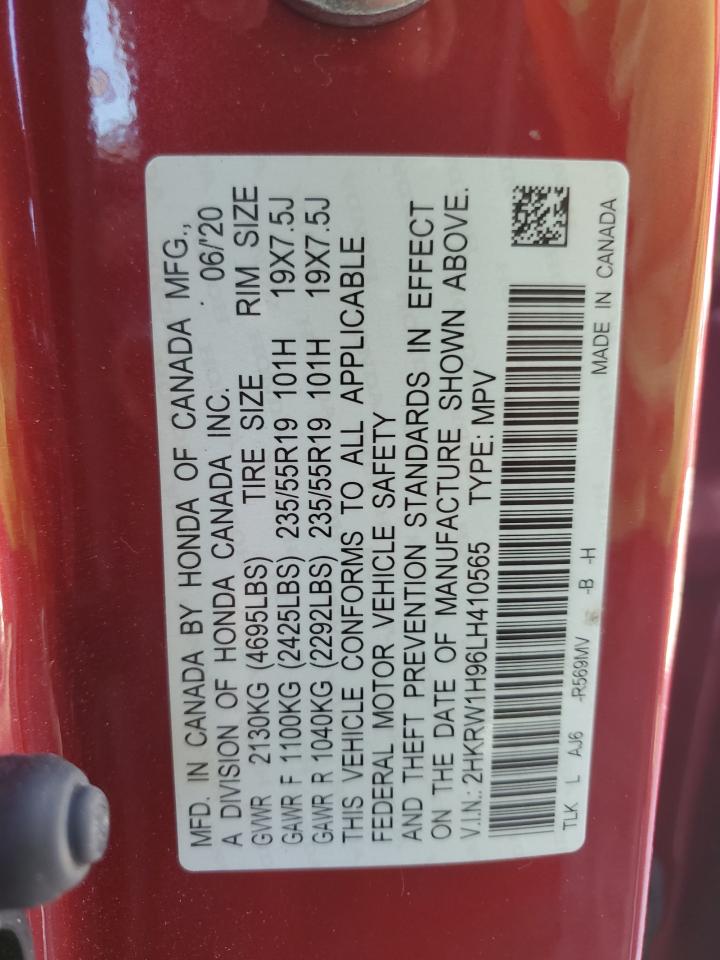 MFD. IN CANADA BY HONDA OF CANADA MFG.,
A DIVISION OF HONDA CANADA INC. 06/'20
GVWR 2130KG (4695LBS) TIRE SIZE RIM SIZE
GAWR F 1100KG (2425LBS) 235/55R19 101H 19X7.5J
GAWR R 1040KG (2292LBS) 235/55R19 101H 19X7.5J
THIS VEHICLE CONFORMS TO ALL APPLICABLE
FEDERAL MOTOR VEHICLE SAFETY
AND THEFT PREVENTION STANDARDS IN EFFECT
ON THE DATE OF MANUFACTURE SHOWN ABOVE.
V.I.N.: 2HKRW1H96LH410565 TYPE: MPV
TLK L AJ6 -R569MV -B -H MADE IN CANADA